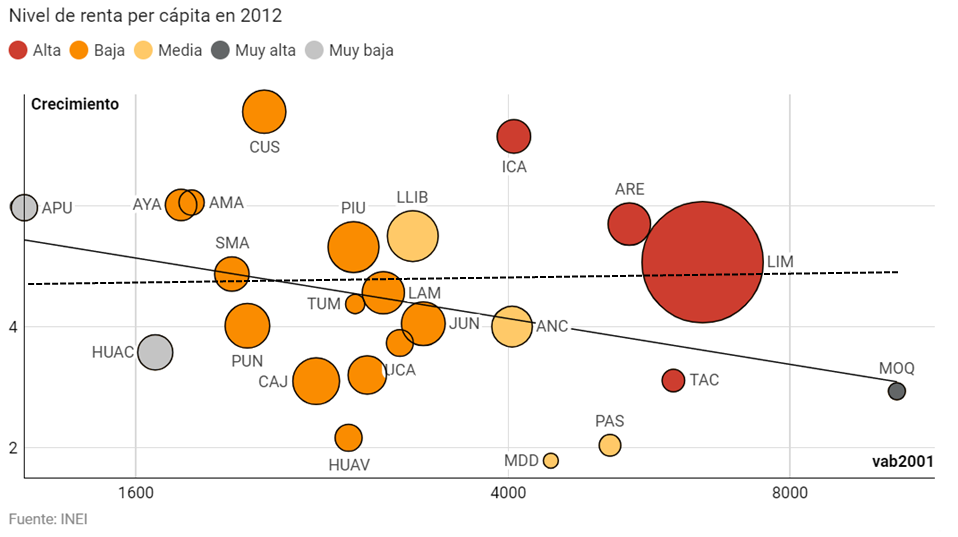 Nivel de renta per cápita en 2012
Alta Baja Media Muy alta Muy baja
Crecimiento
CUS
ICA
ARE
LLIB
AYA AMA
APU
PIU
SMA
LIM
LAM
TUM
JUN
ANC
4
HUAC
PUN
UCA
MOQ
CAJ
TAC
PAS
2
HUAV
MDD
vab2001
1600 4000 8000
Fuente: INEI